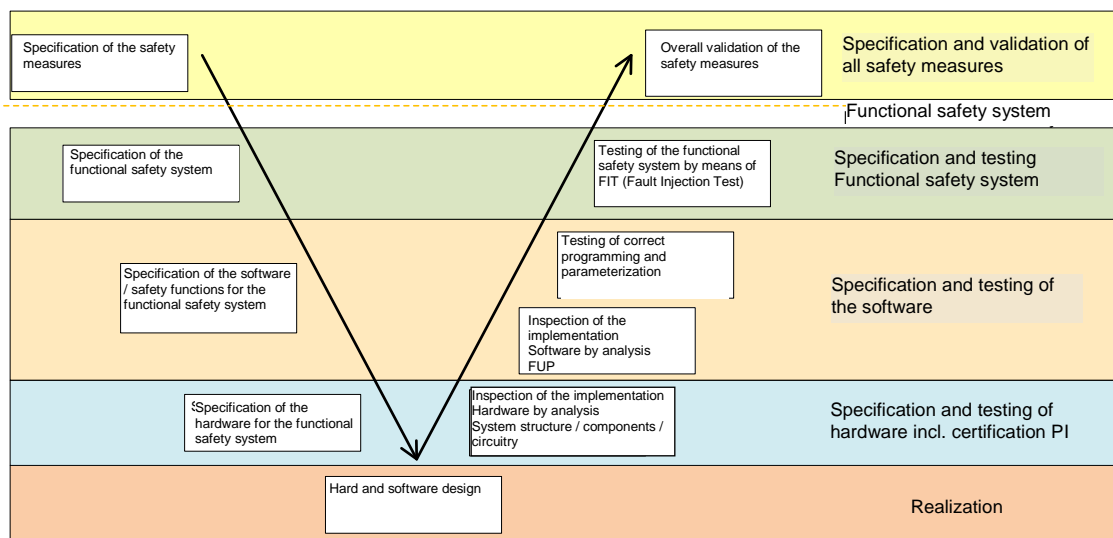 Specification of the safety
measures
Overall validation of the
safety measures
Specification and validation of
all safety measures
Functional safety system
Specification of the
functional safety system
Testing of the functional
safety system by means of
FIT (Fault Injection Test)
Specification and testing
Functional safety system
Specification of the software
/ safety functions for the
functional safety system
Testing of correct
programming and
parameterization
Inspection of the
implementation
Software by analysis
FUP
Specification and testing of
the software
Specification of the
hardware for the functional
safety system
Inspection of the implementation
Hardware by analysis
System structure / components /
circuitry
Specification and testing of
hardware incl. certification PI
Hard and software design
Realization